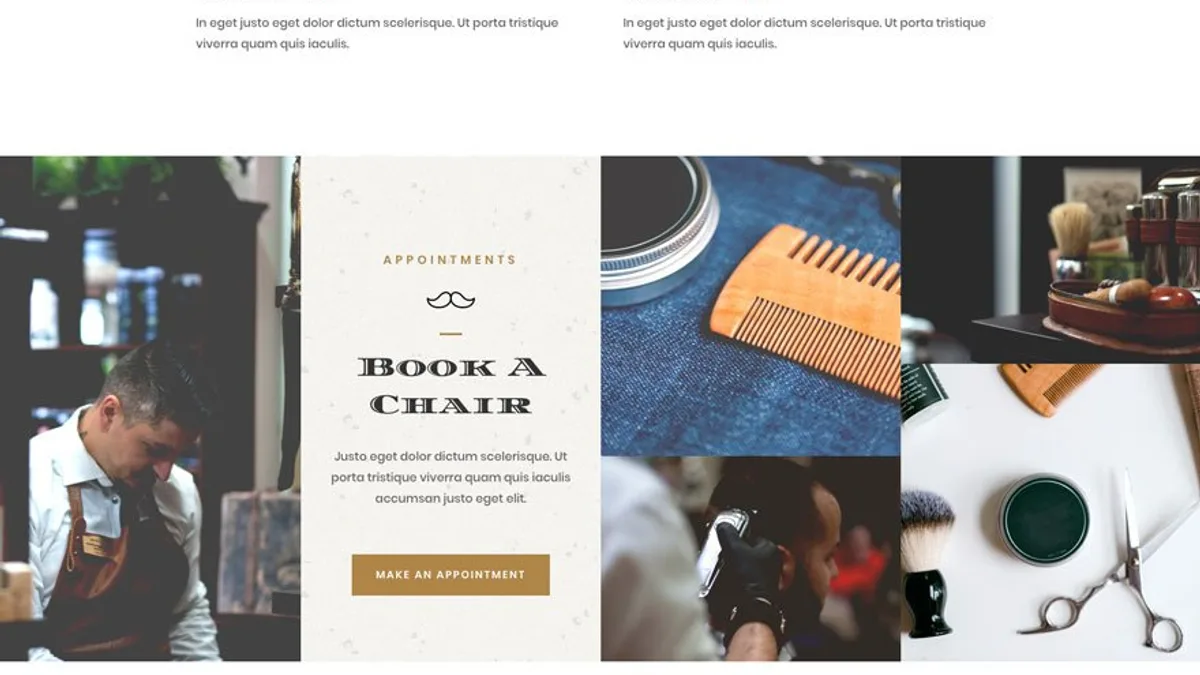 In eget justo eget dolor dictum scelerisque. Ut porta tristique
viverra quam quis iaculis.
In eget justo eget dolor dictum scelerisque. Ut porta tristique
viverra quam quis iaculis.
APPOINTMENTS
Book A
Chair
Justo eget dolor dictum scelerisque. Ut
porta tristique viverra quam quis iaculis
accumsan justo eget elit.
MAKE AN APPOINTMENT